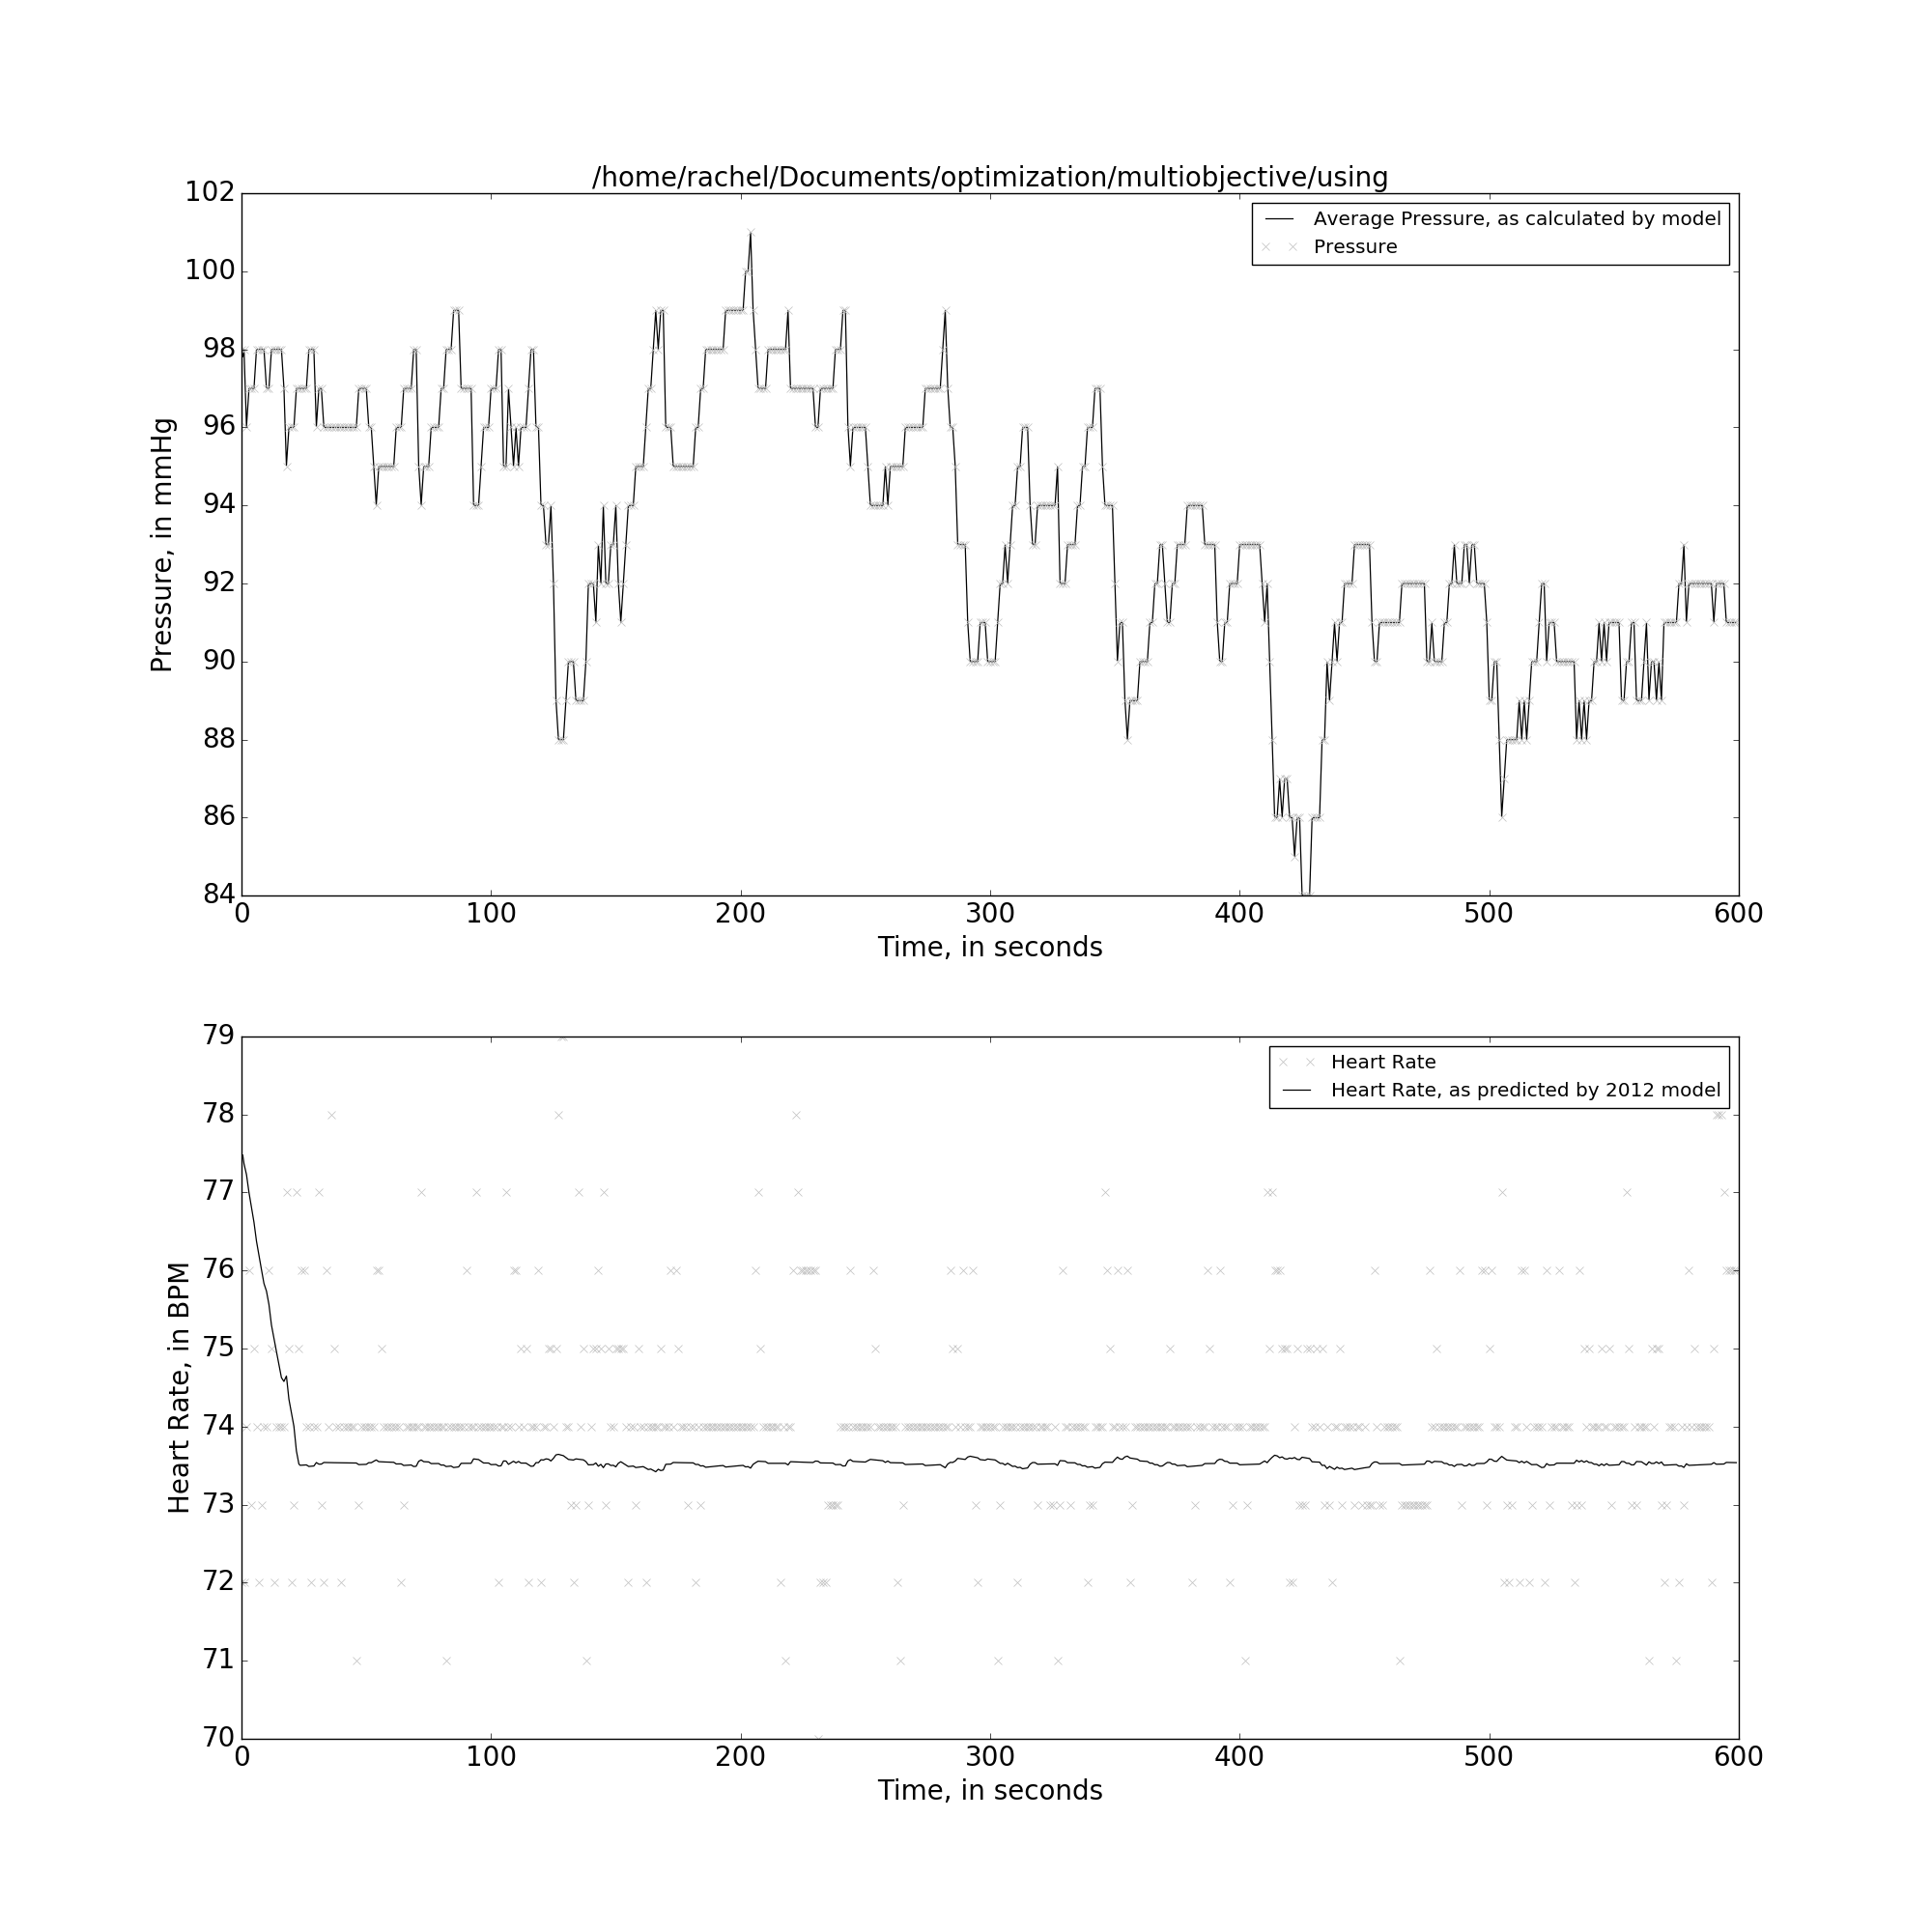 /home/rachel/Documents/optimization/multiobjective/using
102
100
98
96
94
92
90
88
86
84
Pressure, in mmHg
Average Pressure, as calculated by model
Pressure
0 100 200 300 400 500 600
Time, in seconds
79
78
77
76
75
74
73
72
71
70
Heart Rate, in BPM
Heart Rate
Heart Rate, as predicted by 2012 model
0 100 200 300 400 500 600
Time, in seconds